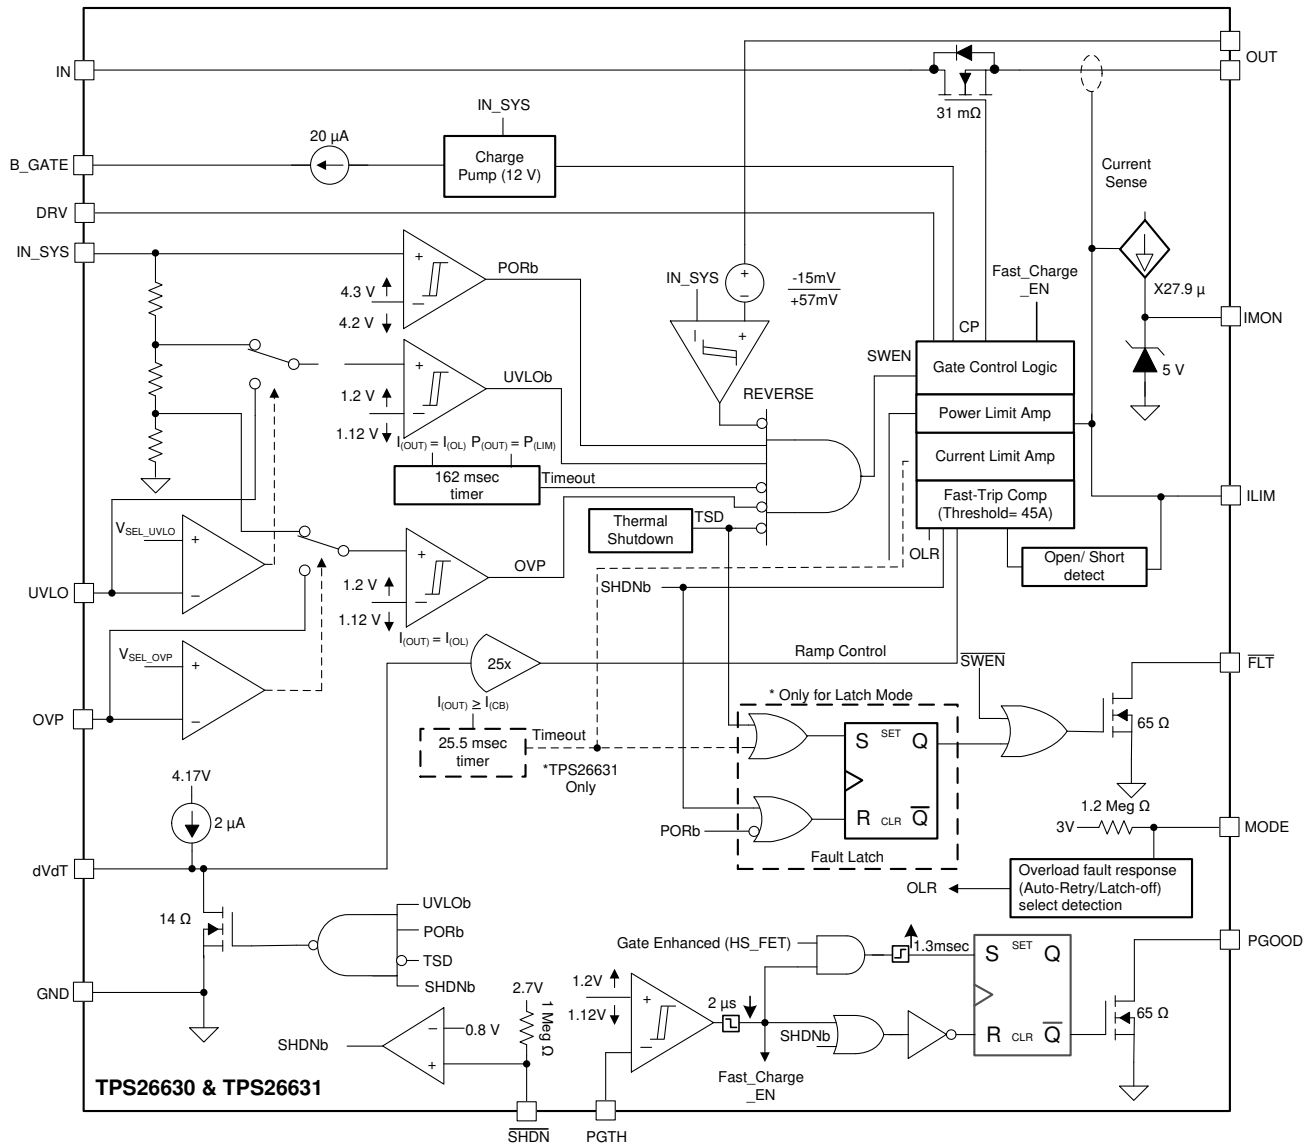 OUT
IN
31 mΩ
IN_SYS
20 µA
Charge
Pump (12 V)
B_GATE
Current
Sense
DRV
IN_SYS
PORb
+
−
4.3 V
4.2 V
IN_SYS
+
−
-15mV
+57mV
Fast_Charge
_EN
X27.9 µ
IMON
5 V
CP
SWEN
Gate Control Logic
Power Limit Amp
Current Limit Amp
Fast-Trip Comp
(Threshold= 45A)
+
−
1.2 V
1.12 V
UVLOb
REVERSE
I(OUT) = I(OL) P(OUT) = P(LIM)
162 msec
timer
Timeout
ILIM
Thermal
Shutdown
TSD
OLR
Open/ Short
detect
VSEL_UVLO
+
−
UVLO
+
−
1.2 V
1.12 V
OVP
SHDNb
I(OUT) = I(OL)
25x
Ramp Control
VSEL_OVP
+
−
OVP
I(OUT) ≥ I(CB)
25.5 msec
timer
Timeout
*TPS26631
Only
* Only for Latch Mode
S SET Q
R CLR Q̅
PORb
Fault Latch
S̅W̅E̅N̅
F̅L̅T̅
65 Ω
4.17V
2 µA
dVdT
14 Ω
1.2 Meg Ω
3V
MODE
Overload fault response
(Auto-Retry/Latch-off)
select detection
OLR
UVLOb
PORb
TSD
SHDNb
GND
Gate Enhanced (HS_FET)
1.3msec
S SET Q
R CLR Q̅
PGOOD
65 Ω
1.2V
1.12V
+
−
2 µs
SHDNb
Fast_Charge
_EN
2.7V
1 Meg Ω
0.8 V
−
+
SHDNb
TPS26630 & TPS26631
S̅H̅D̅N̅
PGTH